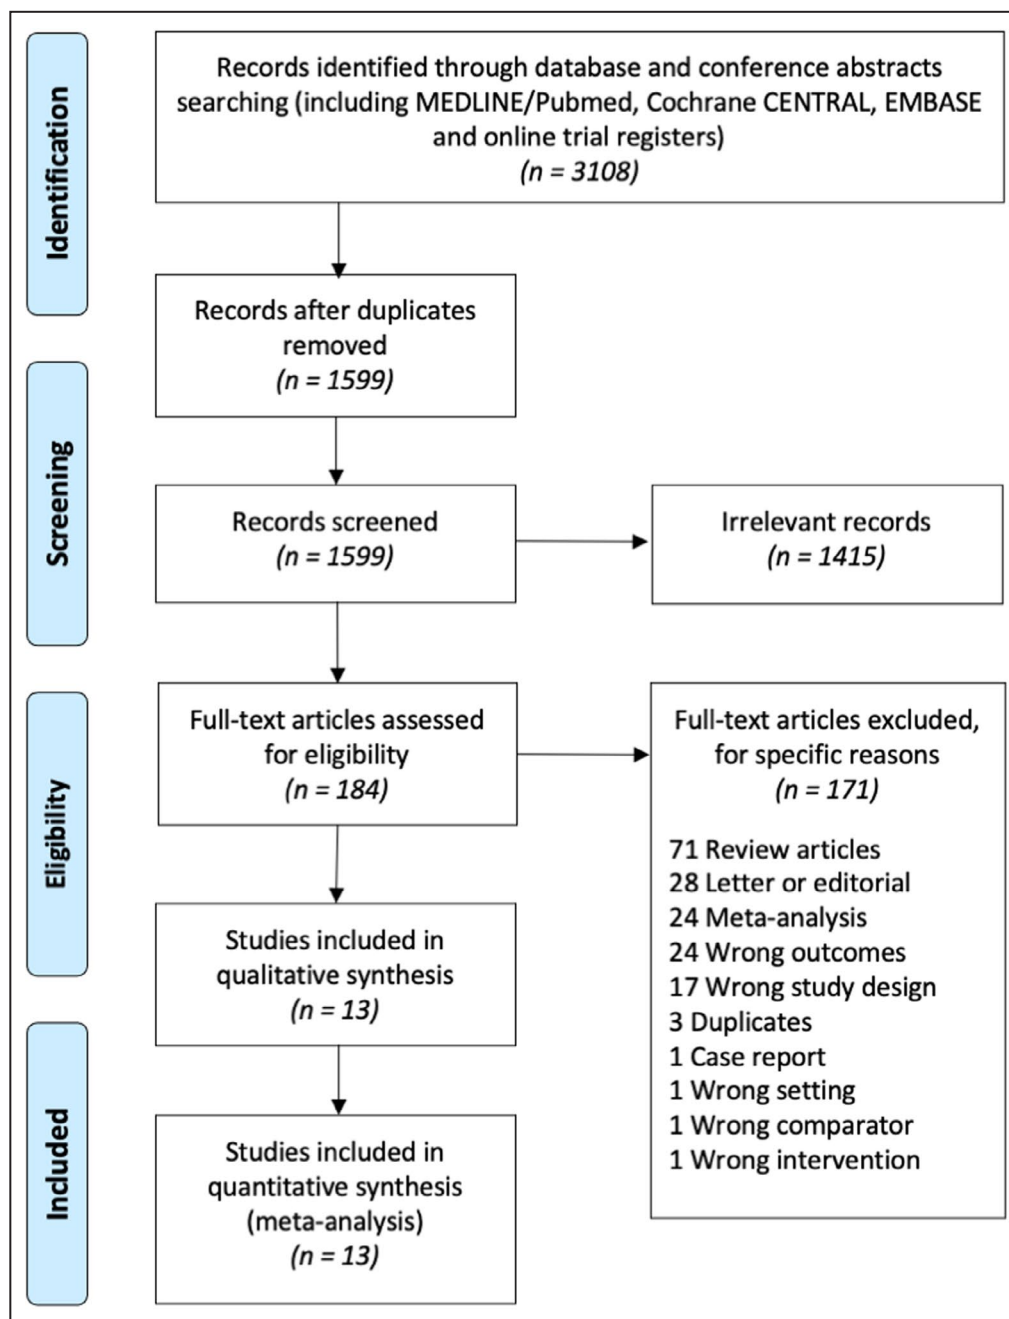 Identification
Records identified through database and conference abstracts
searching (including MEDLINE/Pubmed, Cochrane CENTRAL, EMBASE
and online trial registers)
(n = 3108)
Records after duplicates
removed
(n = 1599)
Screening
Records screened
(n = 1599)
Irrelevant records
(n = 1415)
Eligibility
Full-text articles assessed
for eligibility
(n = 184)
Full-text articles excluded,
for specific reasons
(n = 171)
71 Review articles
28 Letter or editorial
24 Meta-analysis
24 Wrong outcomes
17 Wrong study design
3 Duplicates
1 Case report
1 Wrong setting
1 Wrong comparator
1 Wrong intervention
Studies included in
qualitative synthesis
(n = 13)
Included
Studies included in
quantitative synthesis
(meta-analysis)
(n = 13)